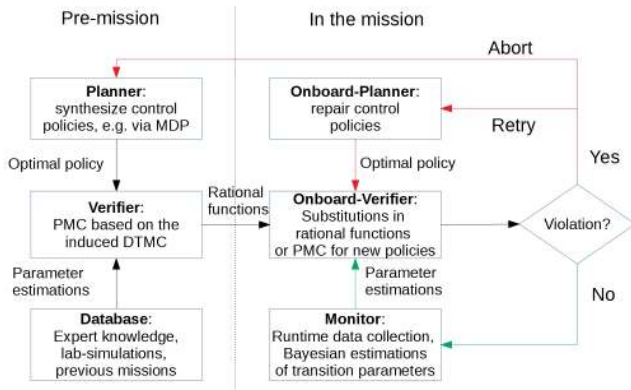 Pre-mission
In the mission
Abort
Planner:
synthesize control
policies, e.g. via MDP
Onboard-Planner:
repair control
policies
Retry
Yes
Optimal policy
Optimal policy
Rational
functions
Verifier:
PMC based on the
induced DTMC
Onboard-Verifier:
Substitutions in
rational functions
or PMC for new policies
Violation?
Parameter
estimations
Parameter
estimations
No
Database:
Expert knowledge,
lab-simulations,
previous missions
Monitor:
Runtime data collection,
Bayesian estimations
of transition parameters